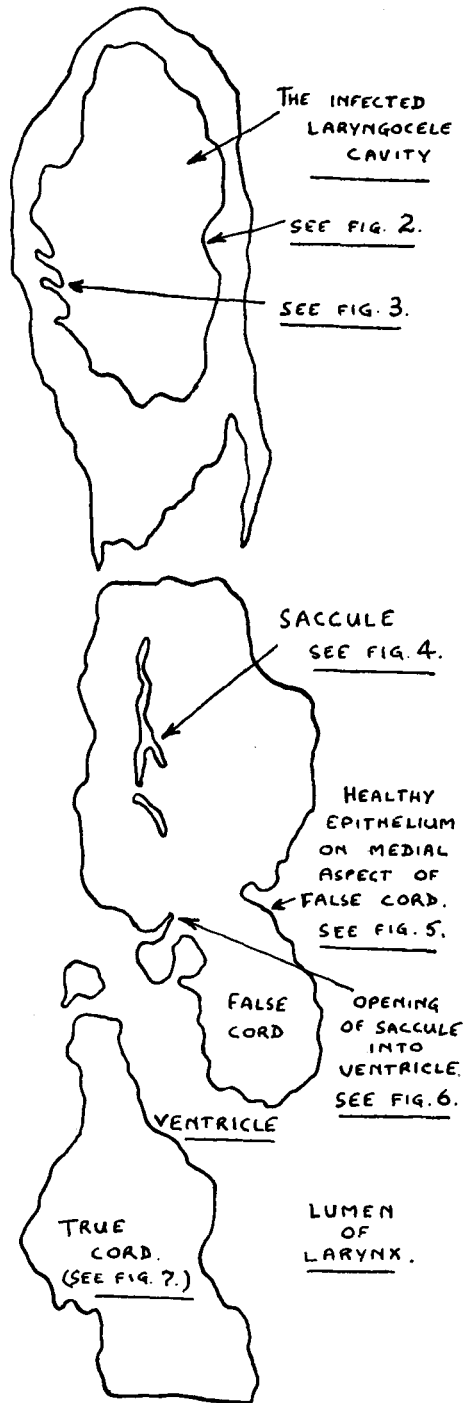 THE INFECTED
LARYNGOCELE
CAVITY
SEE FIG. 2.
SEE FIG. 3.
SACCULE
SEE FIG. 4.
HEALTHY
EPITHELIUM
ON MEDIAL
ASPECT OF
FALSE CORD.
SEE FIG. 5.
FALSE
CORD
OPENING
OF SACCULE
INTO
VENTRICLE.
SEE FIG. 6.
VENTRICLE
TRUE
CORD.
(SEE FIG. 7.)
LUMEN
OF
LARYNX.